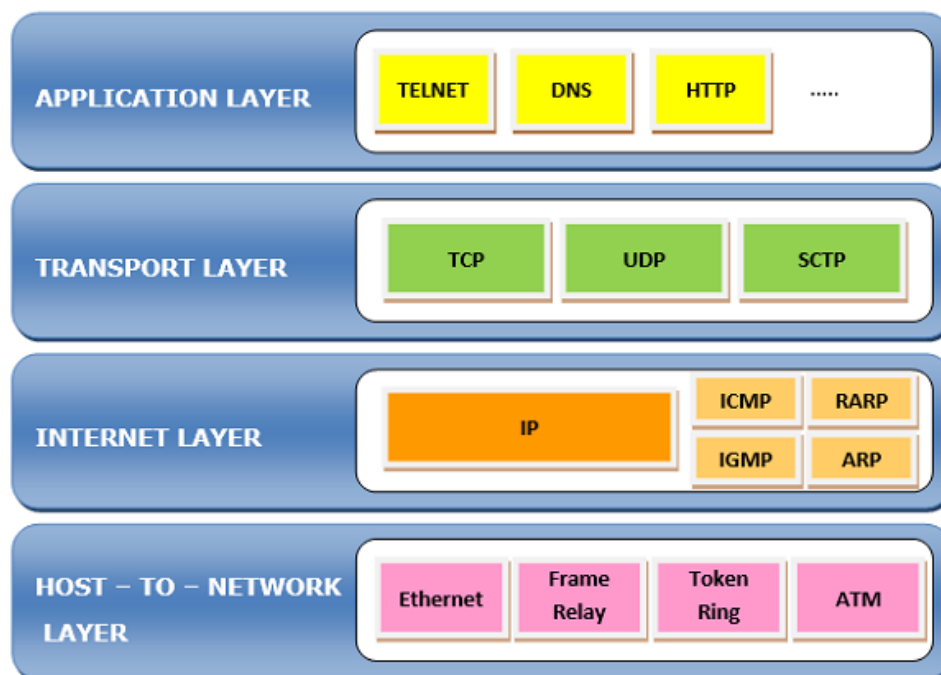 APPLICATION LAYER
TELNET
DNS
HTTP
.....
TRANSPORT LAYER
TCP
UDP
SCTP
INTERNET LAYER
IP
ICMP
RARP
IGMP
ARP
HOST – TO – NETWORK
LAYER
Ethernet
Frame
Relay
Token
Ring
ATM